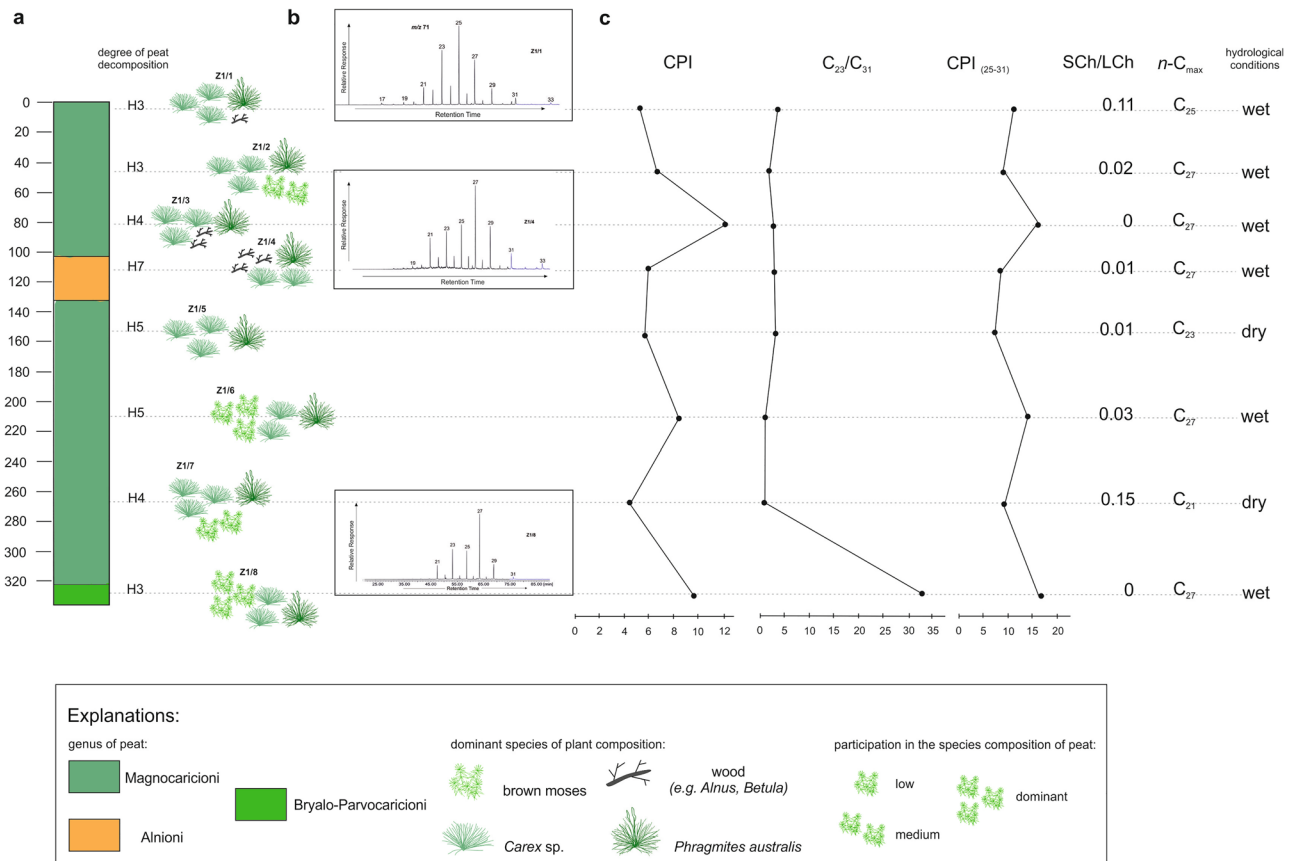 a
b
c
degree of peat
decomposition
m/z 71
Z1/1
Relative Response
17
19
21
23
25
27
29
31
33
Retention Time
CPI
C23/C31
CPI (25-31)
SCh/LCh
n-Cmax
hydrological
conditions
0
20
40
60
80
100
120
140
160
180
200
220
240
260
280
300
320
Z1/1
H3
0.11
C25
wet
Z1/2
H3
0.02
C27
wet
Z1/3
H4
0
C27
wet
Z1/4
H7
0.01
C27
wet
Z1/5
H5
0.01
C23
dry
Z1/6
H5
0.03
C27
wet
Z1/7
H4
0.15
C21
dry
Z1/8
H3
0
C27
wet
Relative Response
Z1/4
19
21
23
25
27
29
31
33
Retention Time
Relative Response
Z1/8
21
23
25
27
29
31
25.00 35.00 45.00 55.00 65.00 75.00 85.00 [min]
Retention Time
0 2 4 6 8 10 12
0 5 10 15 20 25 30 35
0 5 10 15 20
Explanations:
genus of peat:
Magnocaricioni
Alnioni
Bryalo-Parvocaricioni
dominant species of plant composition:
brown moses
wood
(e.g. Alnus, Betula)
Carex sp.
Phragmites australis
participation in the species composition of peat:
low
medium
dominant